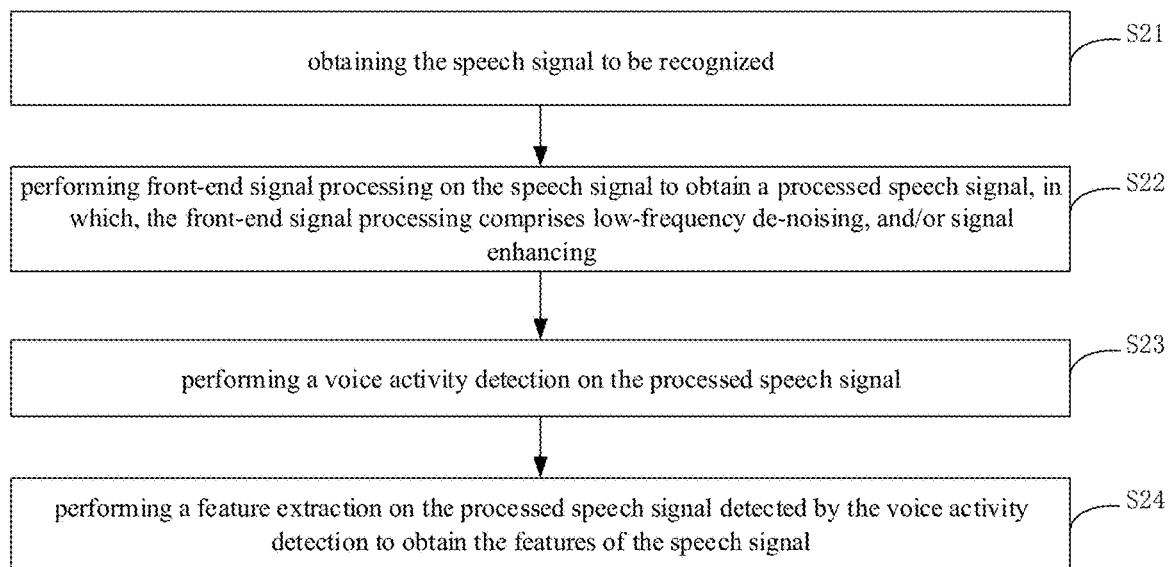 S21
obtaining the speech signal to be recognized
performing front-end signal processing on the speech signal to obtain a processed speech signal, in
which, the front-end signal processing comprises low-frequency de-noising, and/or signal
enhancing
S22
S23
performing a voice activity detection on the processed speech signal
performing a feature extraction on the processed speech signal detected by the voice activity
detection to obtain the features of the speech signal
S24